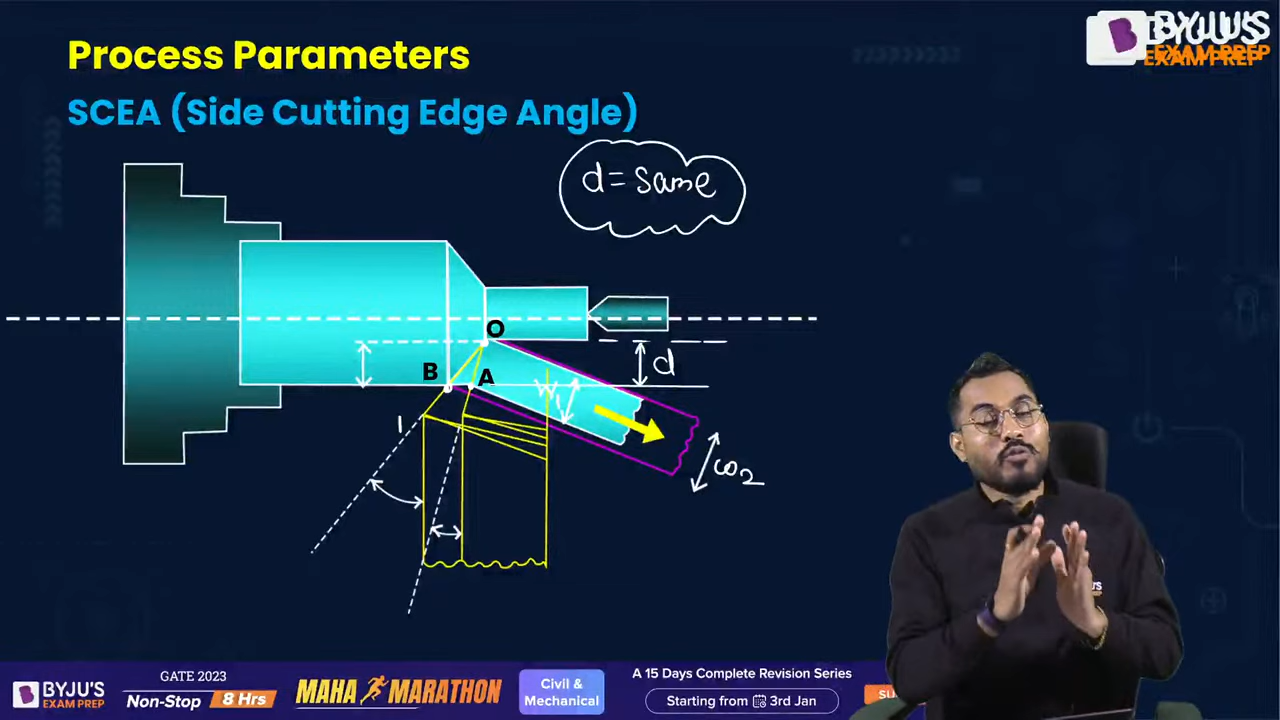 Process Parameters
BYJU'S
EXAM PREP
SCEA (Side Cutting Edge Angle)
d = same
O
B
A
d
W1
1
ω2
BYJU'S
EXAM PREP
GATE 2023
Non-Stop 8 Hrs
MAHA MARATHON
Civil &
Mechanical
A 15 Days Complete Revision Series
Starting from 3rd Jan